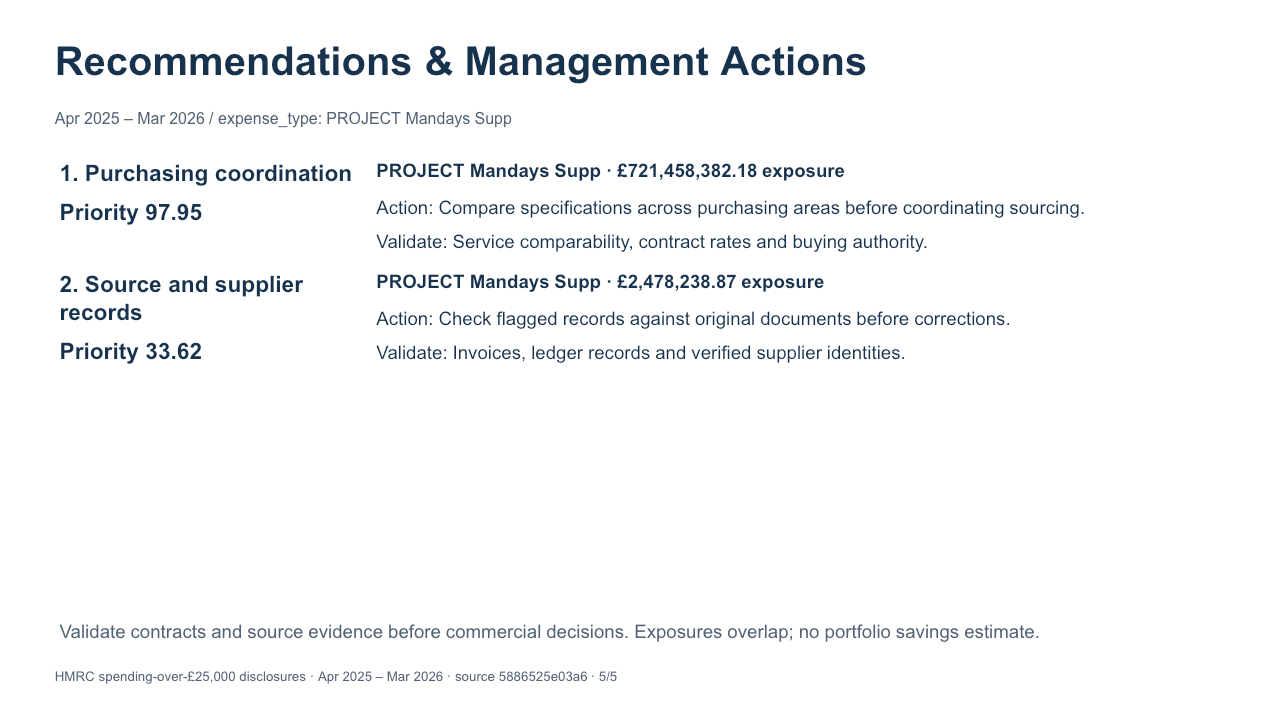 Recommendations & Management Actions
Apr 2025 – Mar 2026 / expense_type: PROJECT Mandays Supp
1. Purchasing coordination
Priority 97.95
PROJECT Mandays Supp · £721,458,382.18 exposure
Action: Compare specifications across purchasing areas before coordinating sourcing.
Validate: Service comparability, contract rates and buying authority.
2. Source and supplier
records
Priority 33.62
PROJECT Mandays Supp · £2,478,238.87 exposure
Action: Check flagged records against original documents before corrections.
Validate: Invoices, ledger records and verified supplier identities.
Validate contracts and source evidence before commercial decisions. Exposures overlap; no portfolio savings estimate.
HMRC spending-over-£25,000 disclosures · Apr 2025 – Mar 2026 · source 5886525e03a6 · 5/5